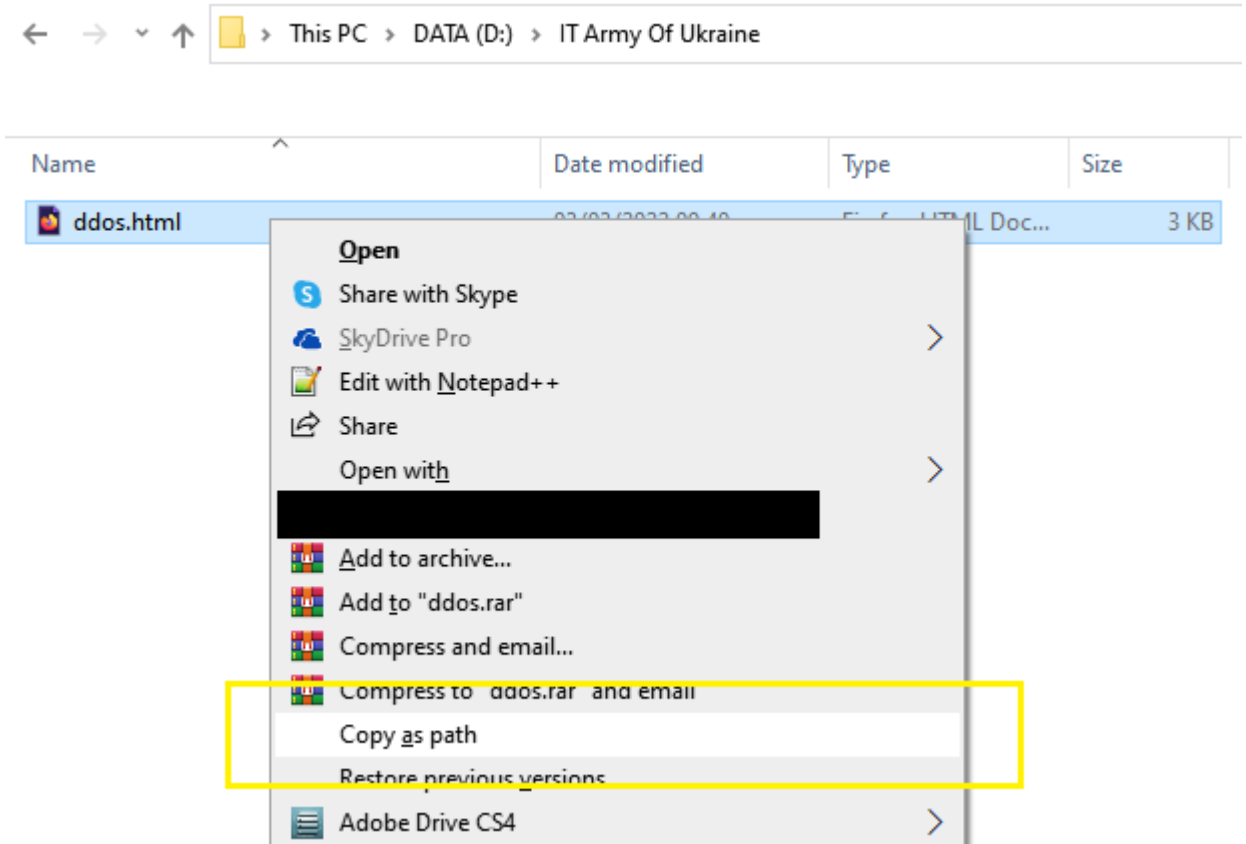 This PC > DATA (D:) > IT Army Of Ukraine
Name Date modified Type Size
ddos.html HTML Doc... 3 KB
Open
Share with Skype
SkyDrive Pro
Edit with Notepad++
Share
Open with
Add to archive...
Add to "ddos.rar"
Compress and email...
Compress to "ddos.rar" and email
Copy as path
Restore previous versions
Adobe Drive CS4